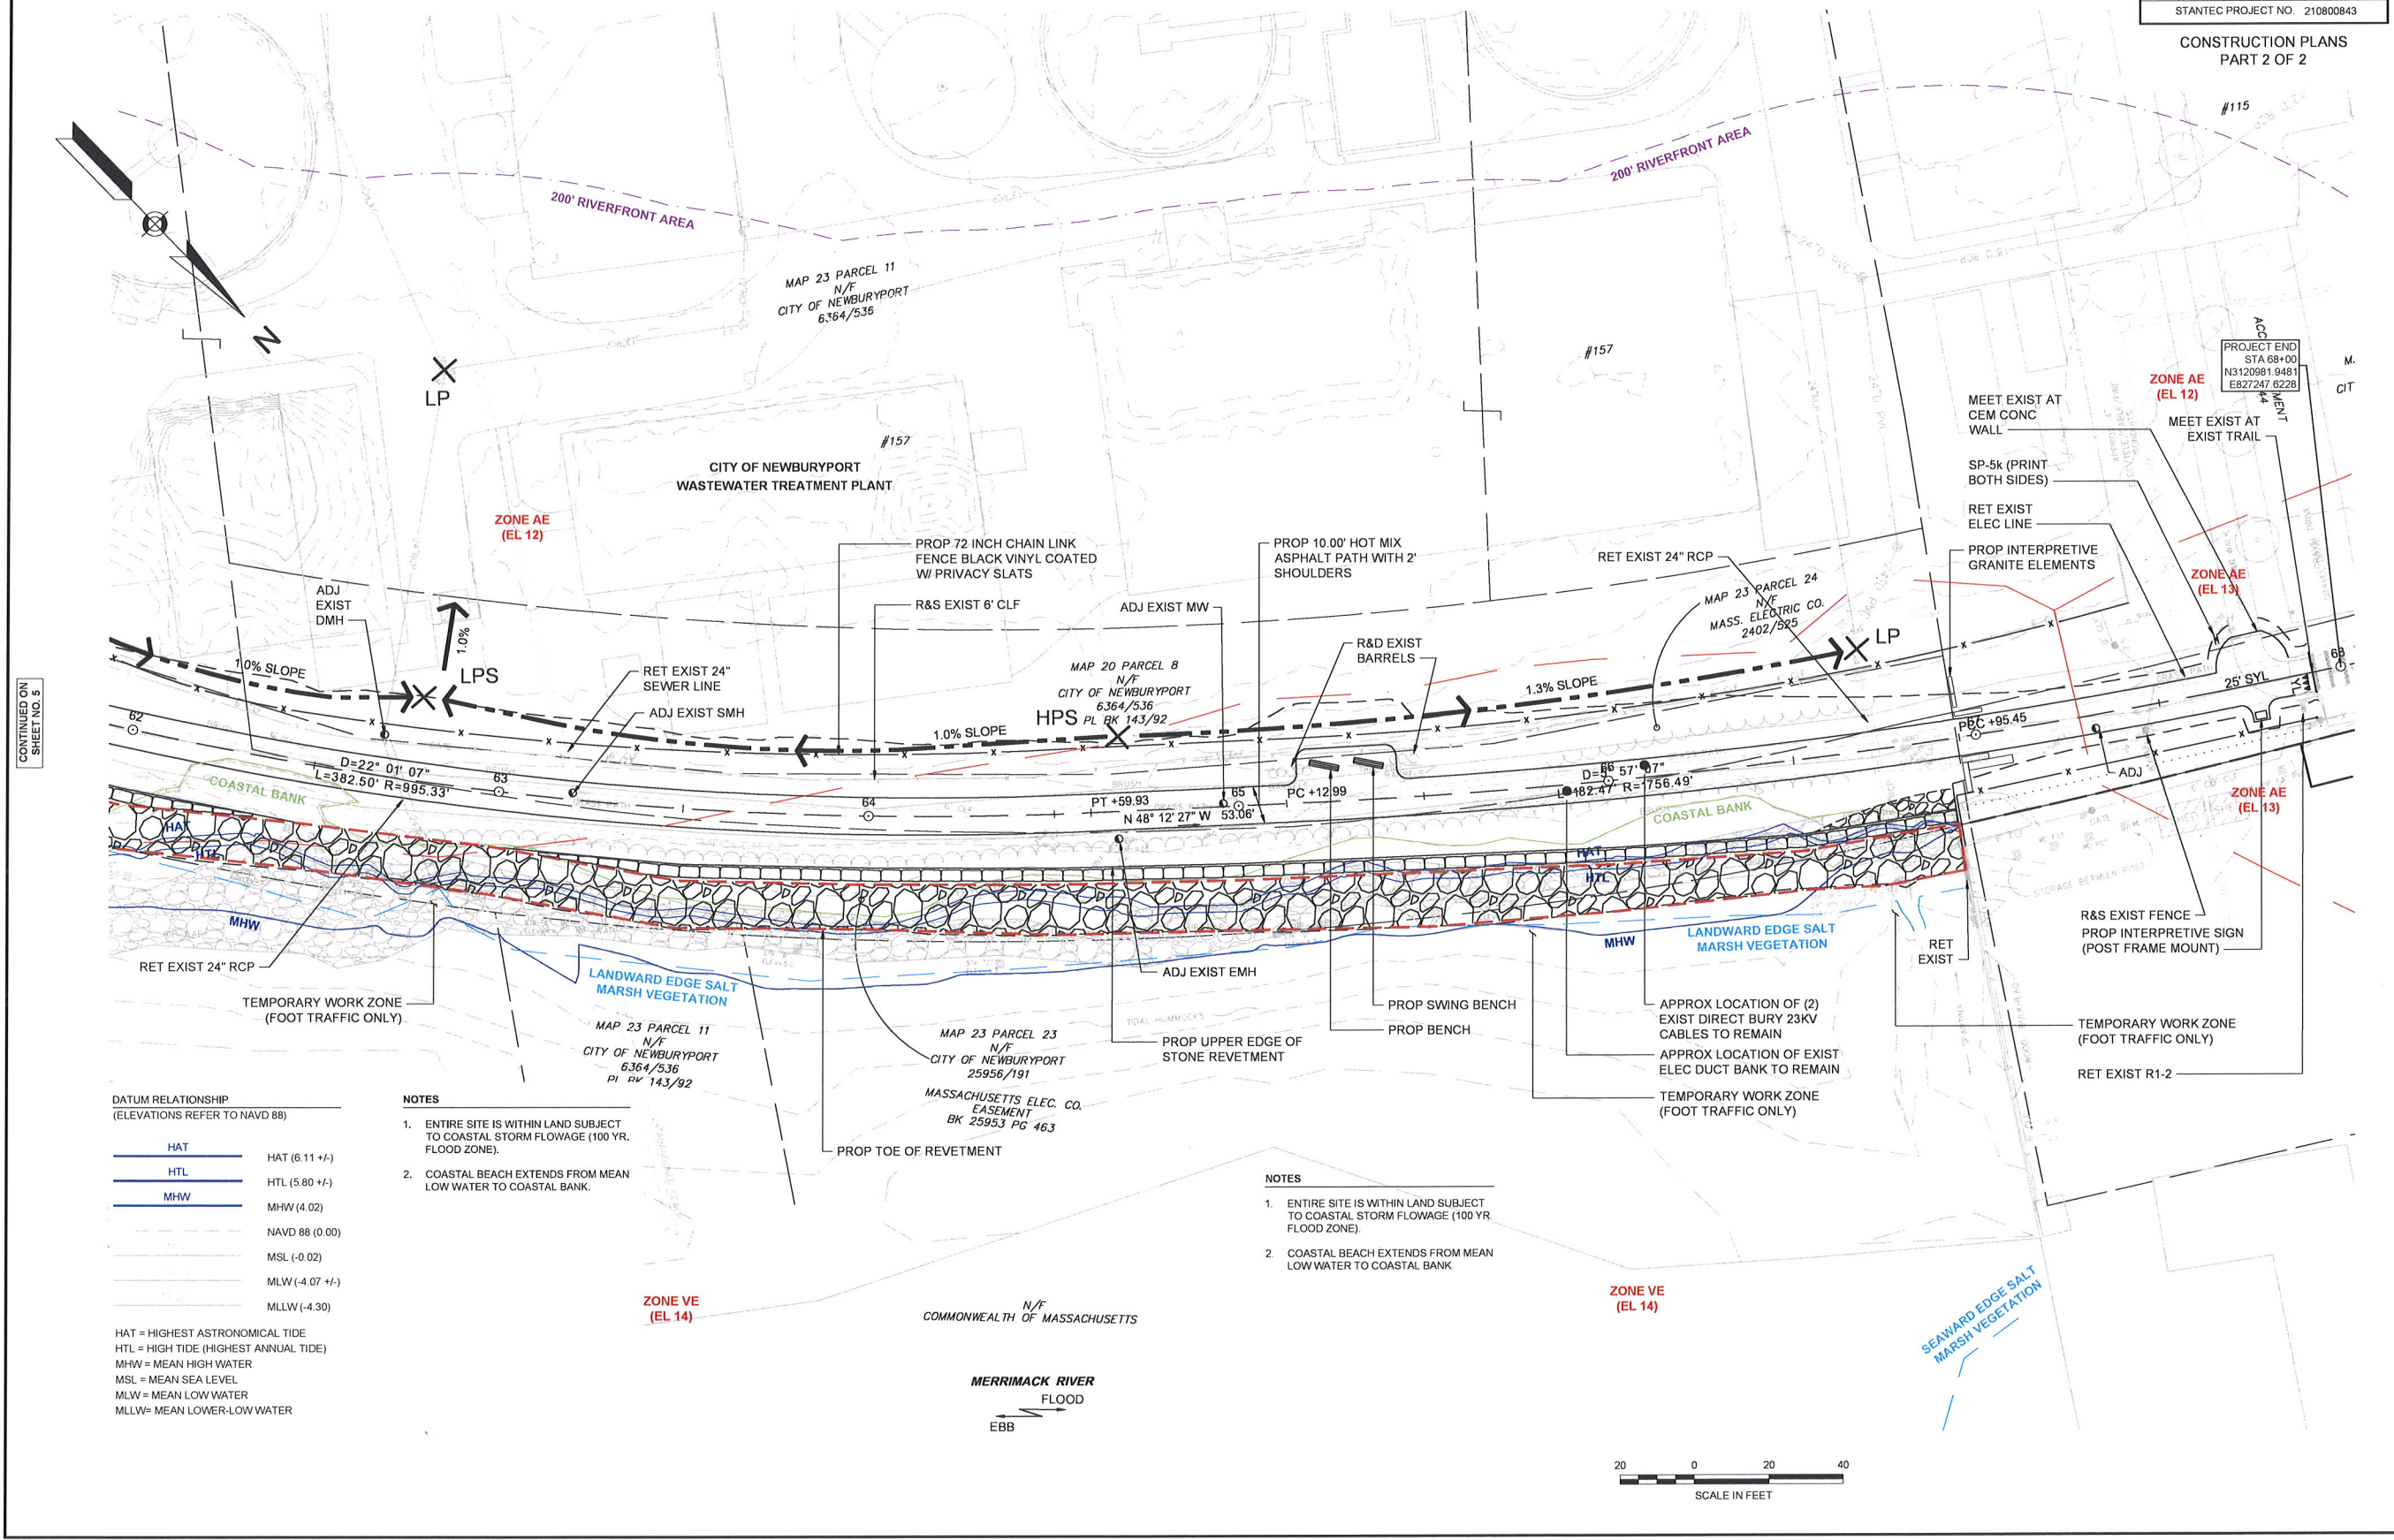 STANTEC PROJECT NO. 210800843
CONSTRUCTION PLANS
PART 2 OF 2
#115
200' RIVERFRONT AREA
200' RIVERFRONT AREA
N
MAP 23 PARCEL 11
N/F
CITY OF NEWBURYPORT
6364/536
LP
#157
#157
CITY OF NEWBURYPORT
WASTEWATER TREATMENT PLANT
ZONE AE
(EL 12)
PROJECT END
STA 68+00
N3120981.9481
E827247.6228
ZONE AE
(EL 12)
MEET EXIST AT
CEM CONC
WALL
MEET EXIST AT
EXIST TRAIL
SP-5k (PRINT
BOTH SIDES)
RET EXIST
ELEC LINE
PROP INTERPRETIVE
GRANITE ELEMENTS
ZONE AE
(EL 13)
PROP 72 INCH CHAIN LINK
FENCE BLACK VINYL COATED
W/ PRIVACY SLATS
PROP 10.00' HOT MIX
ASPHALT PATH WITH 2'
SHOULDERS
RET EXIST 24" RCP
MAP 23 PARCEL 24
N/F
MASS. ELECTRIC CO.
2402/525
ADJ
EXIST
DMH
R&S EXIST 6' CLF
ADJ EXIST MW
R&D EXIST
BARRELS
1.0%
1.0% SLOPE
LPS
RET EXIST 24"
SEWER LINE
ADJ EXIST SMH
MAP 20 PARCEL 8
N/F
CITY OF NEWBURYPORT
6364/536
PL BK 143/92
HPS
1.0% SLOPE
1.3% SLOPE
LP
CONTINUED ON
SHEET NO. 5
62
63
64
65
66
68
25' SYL
PRC +95.45
D=22° 01' 07"
L=382.50' R=995.33'
PT +59.93
N 48° 12' 27" W 53.06'
PC +12.99
L=182.47' R=1756.49'
ADJ
COASTAL BANK
COASTAL BANK
ZONE AE
(EL 13)
HAT
HTL
MHW
HAT
HTL
MHW
RET EXIST 24" RCP
TEMPORARY WORK ZONE
(FOOT TRAFFIC ONLY)
LANDWARD EDGE SALT
MARSH VEGETATION
LANDWARD EDGE SALT
MARSH VEGETATION
RET
EXIST
R&S EXIST FENCE
PROP INTERPRETIVE SIGN
(POST FRAME MOUNT)
ADJ EXIST EMH
PROP SWING BENCH
PROP BENCH
PROP UPPER EDGE OF
STONE REVETMENT
APPROX LOCATION OF (2)
EXIST DIRECT BURY 23KV
CABLES TO REMAIN
APPROX LOCATION OF EXIST
ELEC DUCT BANK TO REMAIN
TEMPORARY WORK ZONE
(FOOT TRAFFIC ONLY)
TEMPORARY WORK ZONE
(FOOT TRAFFIC ONLY)
RET EXIST R1-2
TIDAL HUMMOCKS
MAP 23 PARCEL 11
N/F
CITY OF NEWBURYPORT
6364/536
PL BK 143/92
MAP 23 PARCEL 23
N/F
CITY OF NEWBURYPORT
25956/191
MASSACHUSETTS ELEC. CO.
EASEMENT
BK 25953 PG 463
PROP TOE OF REVETMENT
DATUM RELATIONSHIP
(ELEVATIONS REFER TO NAVD 88)
HAT
HAT (6.11 +/-)
HTL
HTL (5.80 +/-)
MHW
MHW (4.02)
NAVD 88 (0.00)
MSL (-0.02)
MLW (-4.07 +/-)
MLLW (-4.30)
HAT = HIGHEST ASTRONOMICAL TIDE
HTL = HIGH TIDE (HIGHEST ANNUAL TIDE)
MHW = MEAN HIGH WATER
MSL = MEAN SEA LEVEL
MLW = MEAN LOW WATER
MLLW= MEAN LOWER-LOW WATER
NOTES
1. ENTIRE SITE IS WITHIN LAND SUBJECT
TO COASTAL STORM FLOWAGE (100 YR.
FLOOD ZONE).
2. COASTAL BEACH EXTENDS FROM MEAN
LOW WATER TO COASTAL BANK.
NOTES
1. ENTIRE SITE IS WITHIN LAND SUBJECT
TO COASTAL STORM FLOWAGE (100 YR.
FLOOD ZONE).
2. COASTAL BEACH EXTENDS FROM MEAN
LOW WATER TO COASTAL BANK.
ZONE VE
(EL 14)
N/F
COMMONWEALTH OF MASSACHUSETTS
ZONE VE
(EL 14)
SEAWARD EDGE SALT
MARSH VEGETATION
MERRIMACK RIVER
FLOOD
EBB
20 0 20 40
SCALE IN FEET